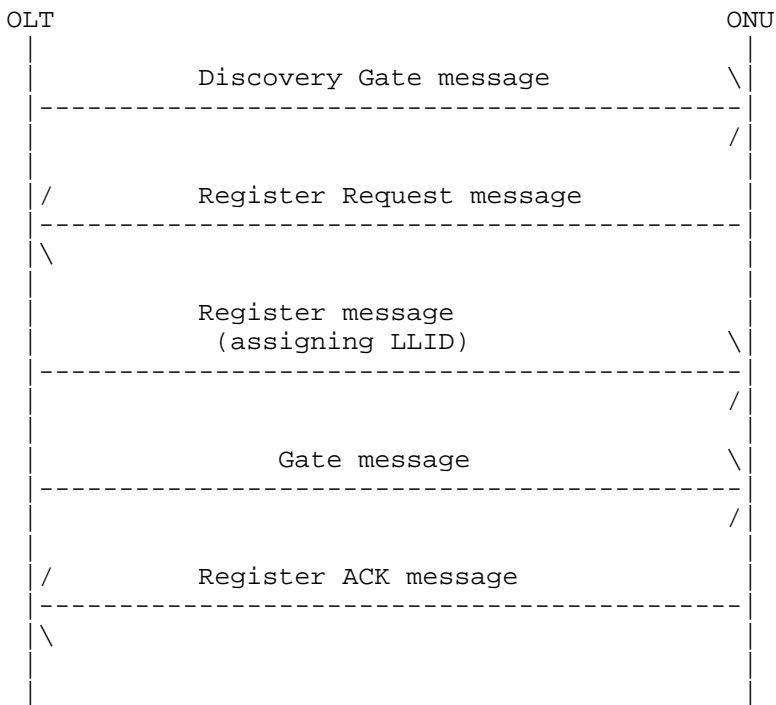 OLT ONU
Discovery Gate message
Register Request message
Register message
(assigning LLID)
Gate message
Register ACK message